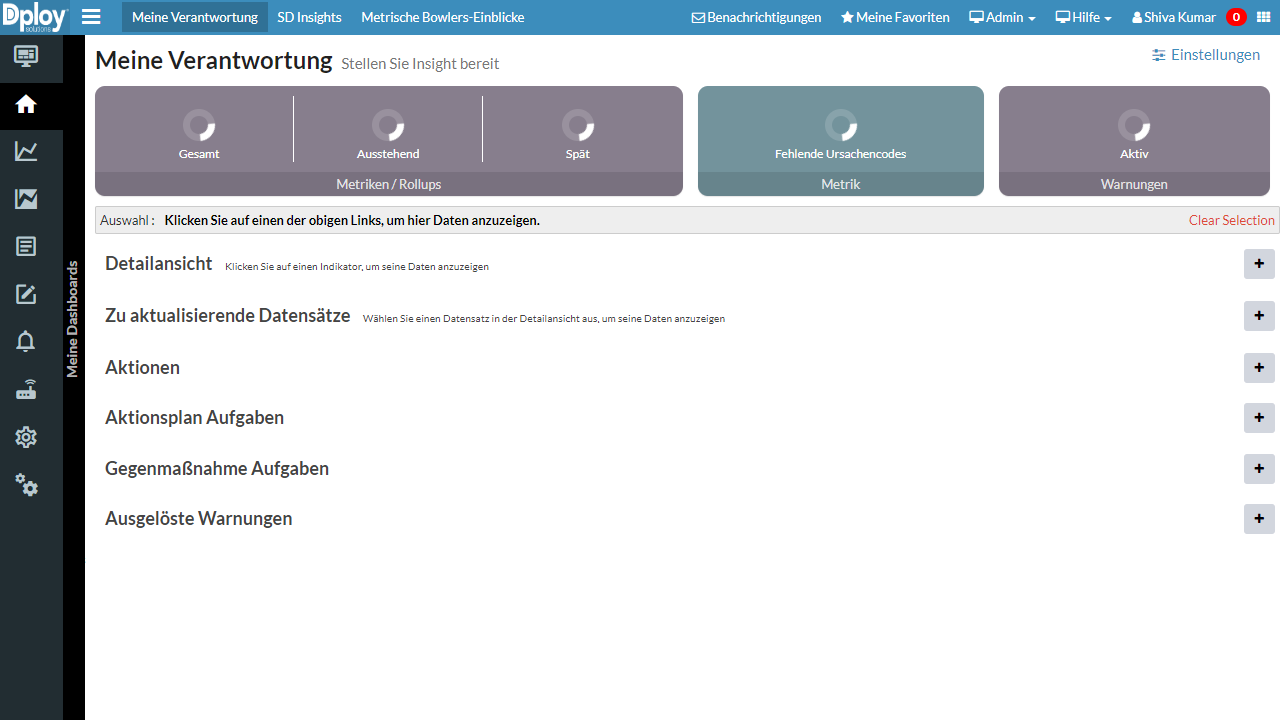 Dploy solutions
Meine Verantwortung
SD Insights
Metrische Bowlers-Einblicke
Benachrichtigungen
Meine Favoriten
Admin
Hilfe
Shiva Kumar
0
Meine Dashboards
Meine Verantwortung Stellen Sie Insight bereit
Einstellungen
Gesamt
Ausstehend
Spät
Metriken / Rollups
Fehlende Ursachencodes
Metrik
Aktiv
Warnungen
Auswahl : Klicken Sie auf einen der obigen Links, um hier Daten anzuzeigen.
Clear Selection
Detailansicht Klicken Sie auf einen Indikator, um seine Daten anzuzeigen
Zu aktualisierende Datensätze Wählen Sie einen Datensatz in der Detailansicht aus, um seine Daten anzuzeigen
Aktionen
Aktionsplan Aufgaben
Gegenmaßnahme Aufgaben
Ausgelöste Warnungen